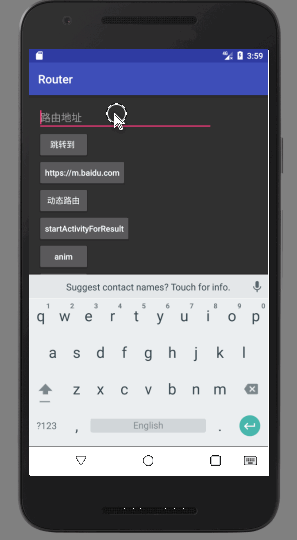 3:59
Router
路由地址
跳转到
https://m.baidu.com
动态路由
startActivityForResult
anim
Suggest contact names? Touch for info.
1 2 3 4 5 6 7 8 9 0
q w e r t y u i o p
a s d f g h j k l
z x c v b n m
?123 , English .